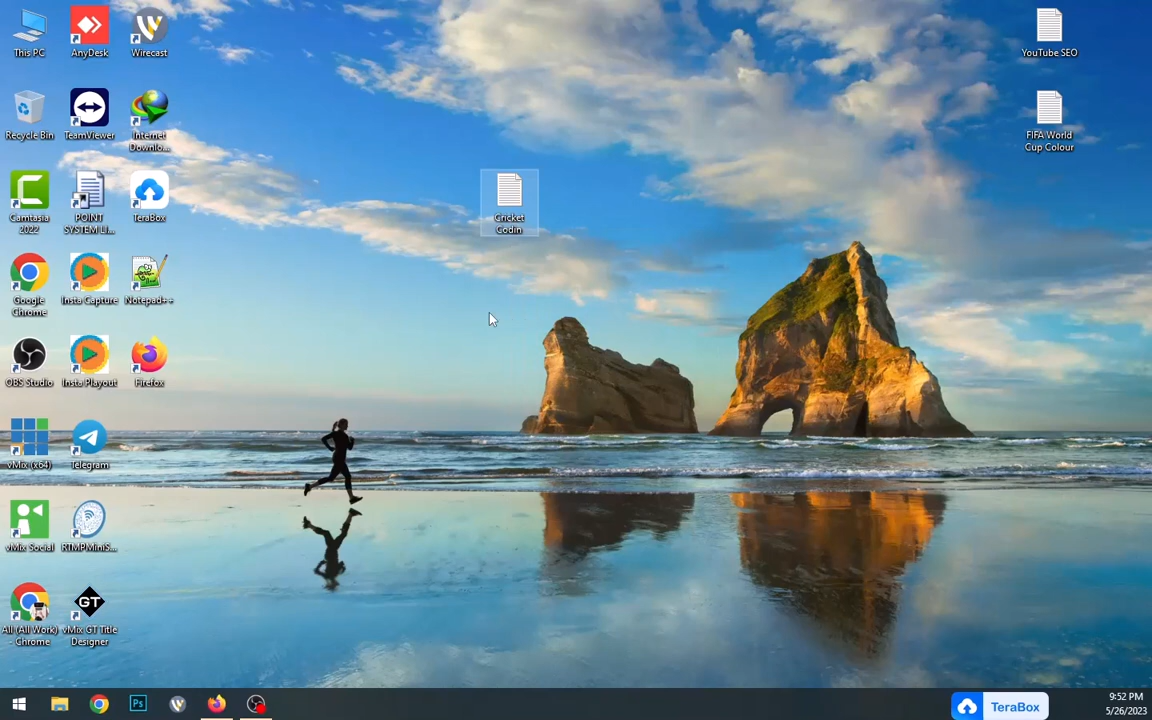 This PC
AnyDesk
Wirecast
YouTube SEO
Recycle Bin
TeamViewer
Internet
Downlo...
FIFA World
Cup Colour
Camtasia
2022
POINT
SYSTEM LI...
TeraBox
Cricket
Codin
Google
Chrome
Insta Capture
Notepad++
OBS Studio
Insta Playout
Firefox
vMix (x64)
Telegram
vMix Social
RTMPMiniS...
GT
All (All Work)
- Chrome
vMix GT Title
Designer
Ps
TeraBox
9:52 PM
5/26/2023